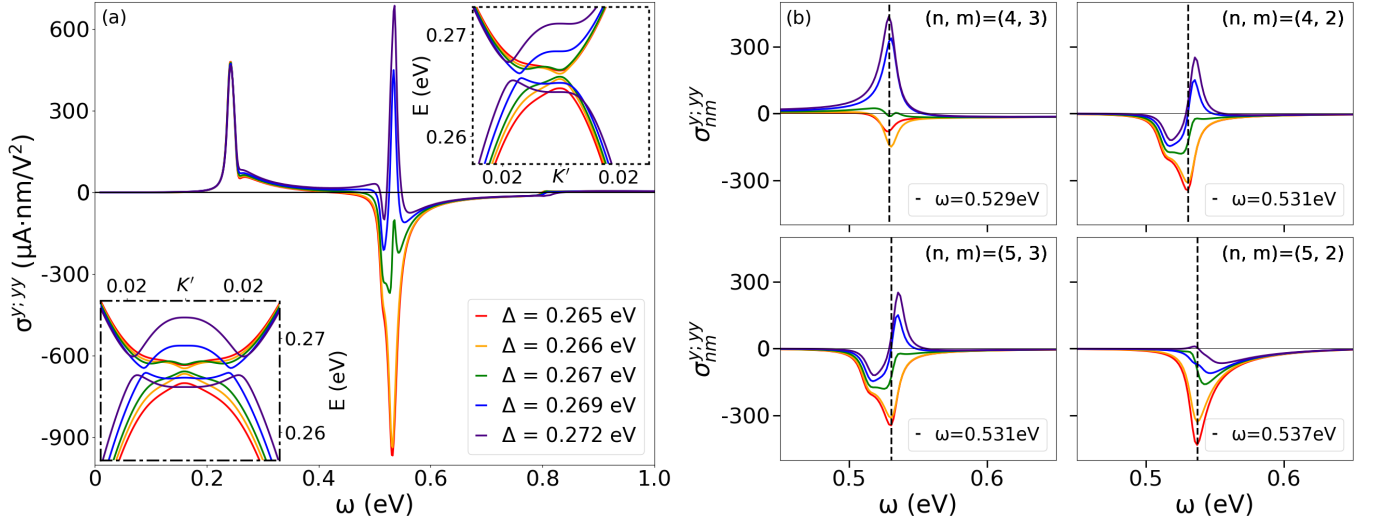 (a)
600
300
0
-300
-600
-900
σ^{y; yy} (μA·nm/V²)
0
0.2
0.4
0.6
0.8
1.0
ω (eV)
0.27
0.26
E (eV)
0.02
K′
0.02
0.02
K′
0.02
0.27
0.26
E (eV)
Δ = 0.265 eV
Δ = 0.266 eV
Δ = 0.267 eV
Δ = 0.269 eV
Δ = 0.272 eV
(b)
(n, m)=(4, 3)
300
0
-300
σ_{nm}^{y; yy}
- ω=0.529eV
(n, m)=(4, 2)
- ω=0.531eV
(n, m)=(5, 3)
300
0
-300
σ_{nm}^{y; yy}
- ω=0.531eV
0.5
0.6
ω (eV)
(n, m)=(5, 2)
- ω=0.537eV
0.5
0.6
ω (eV)